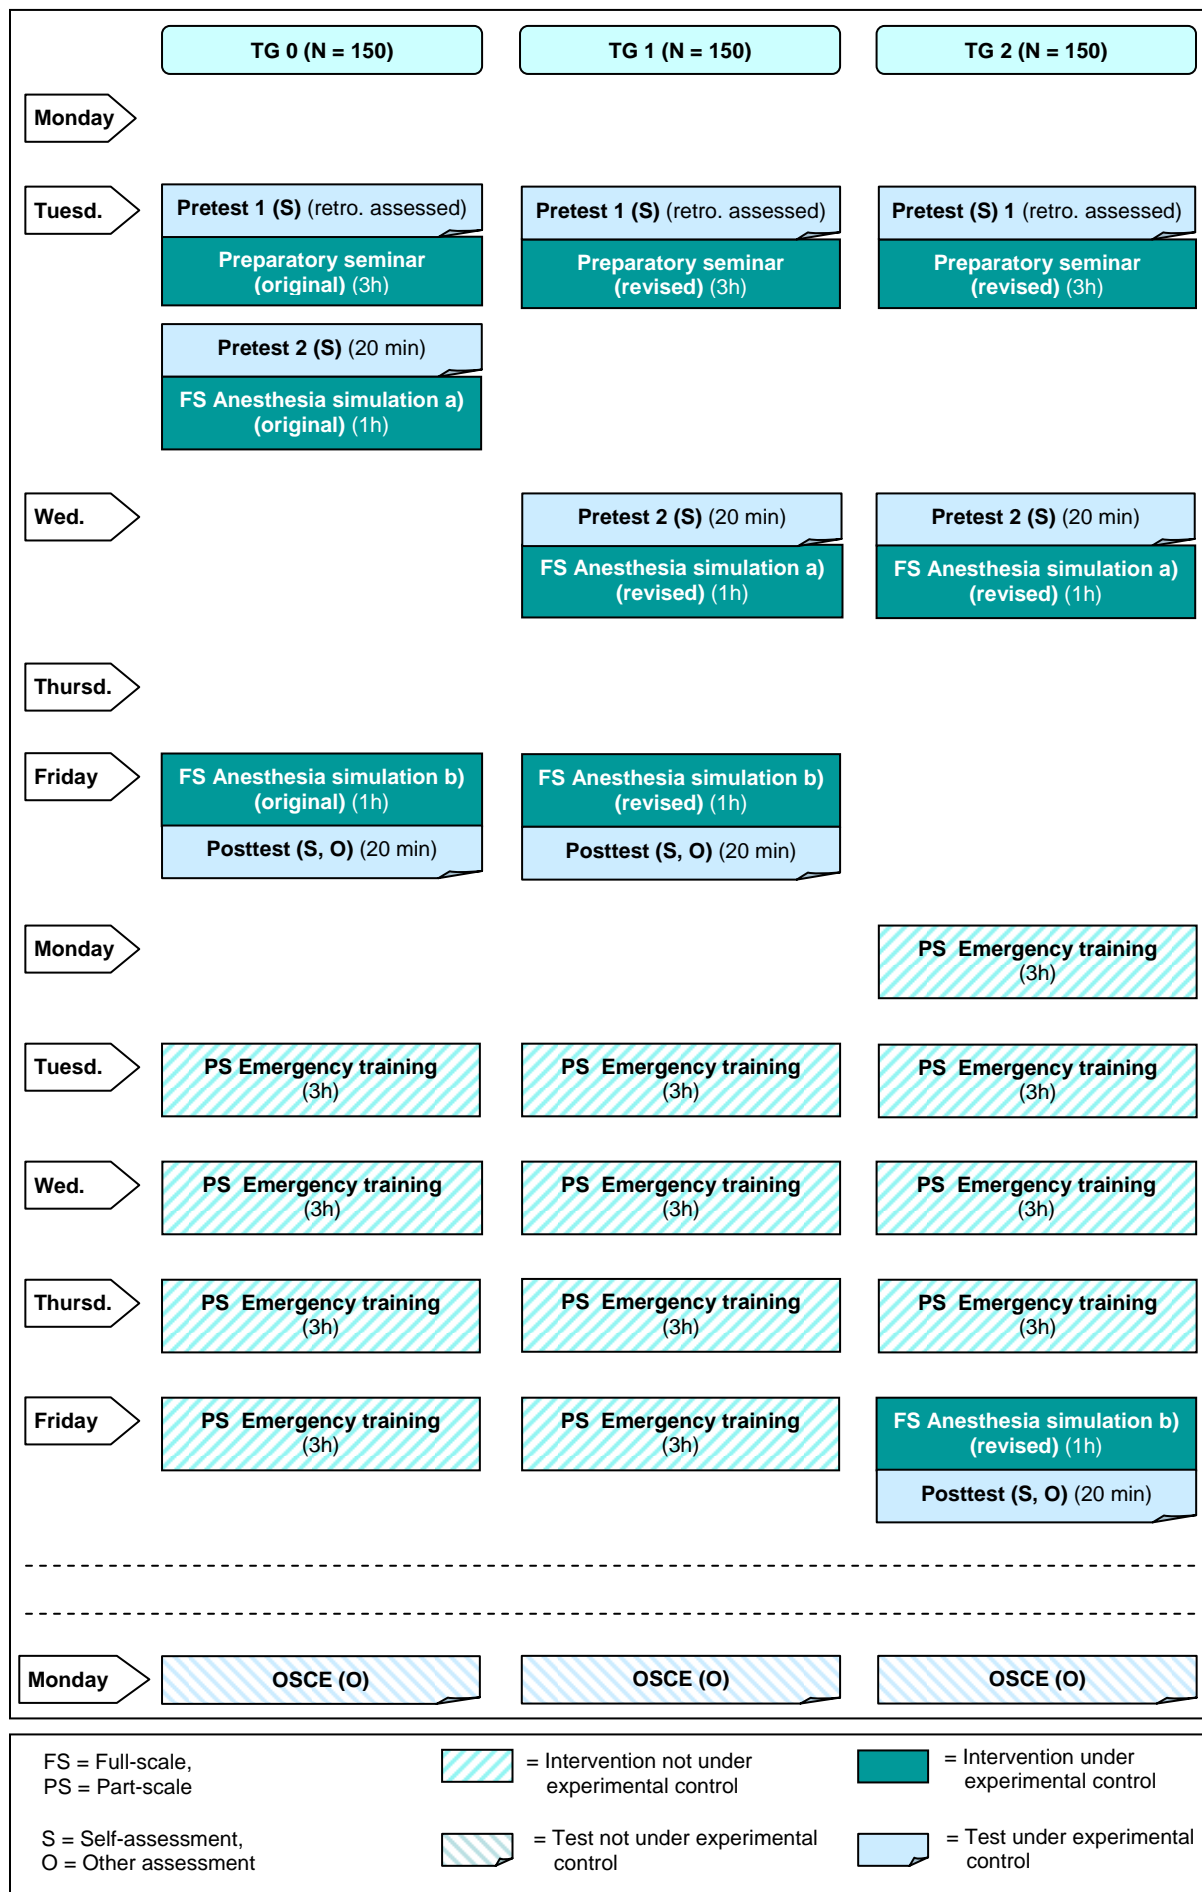 TG 0 (N = 150)
TG 1 (N = 150)
TG 2 (N = 150)
Monday
Tuesd.
Pretest 1 (S) (retro. assessed)
Preparatory seminar
(original) (3h)
Pretest 1 (S) (retro. assessed)
Preparatory seminar
(revised) (3h)
Pretest (S) 1 (retro. assessed)
Preparatory seminar
(revised) (3h)
Pretest 2 (S) (20 min)
FS Anesthesia simulation a)
(original) (1h)
Wed.
Pretest 2 (S) (20 min)
FS Anesthesia simulation a)
(revised) (1h)
Pretest 2 (S) (20 min)
FS Anesthesia simulation a)
(revised) (1h)
Thursd.
Friday
FS Anesthesia simulation b)
(original) (1h)
Posttest (S, O) (20 min)
FS Anesthesia simulation b)
(revised) (1h)
Posttest (S, O) (20 min)
Monday
PS Emergency training
(3h)
Tuesd.
PS Emergency training
(3h)
PS Emergency training
(3h)
PS Emergency training
(3h)
Wed.
PS Emergency training
(3h)
PS Emergency training
(3h)
PS Emergency training
(3h)
Thursd.
PS Emergency training
(3h)
PS Emergency training
(3h)
PS Emergency training
(3h)
Friday
PS Emergency training
(3h)
PS Emergency training
(3h)
FS Anesthesia simulation b)
(revised) (1h)
Posttest (S, O) (20 min)
Monday
OSCE (O)
OSCE (O)
OSCE (O)
FS = Full-scale,
PS = Part-scale
= Intervention not under
experimental control
= Intervention under
experimental control
S = Self-assessment,
O = Other assessment
= Test not under experimental
control
= Test under experimental
control